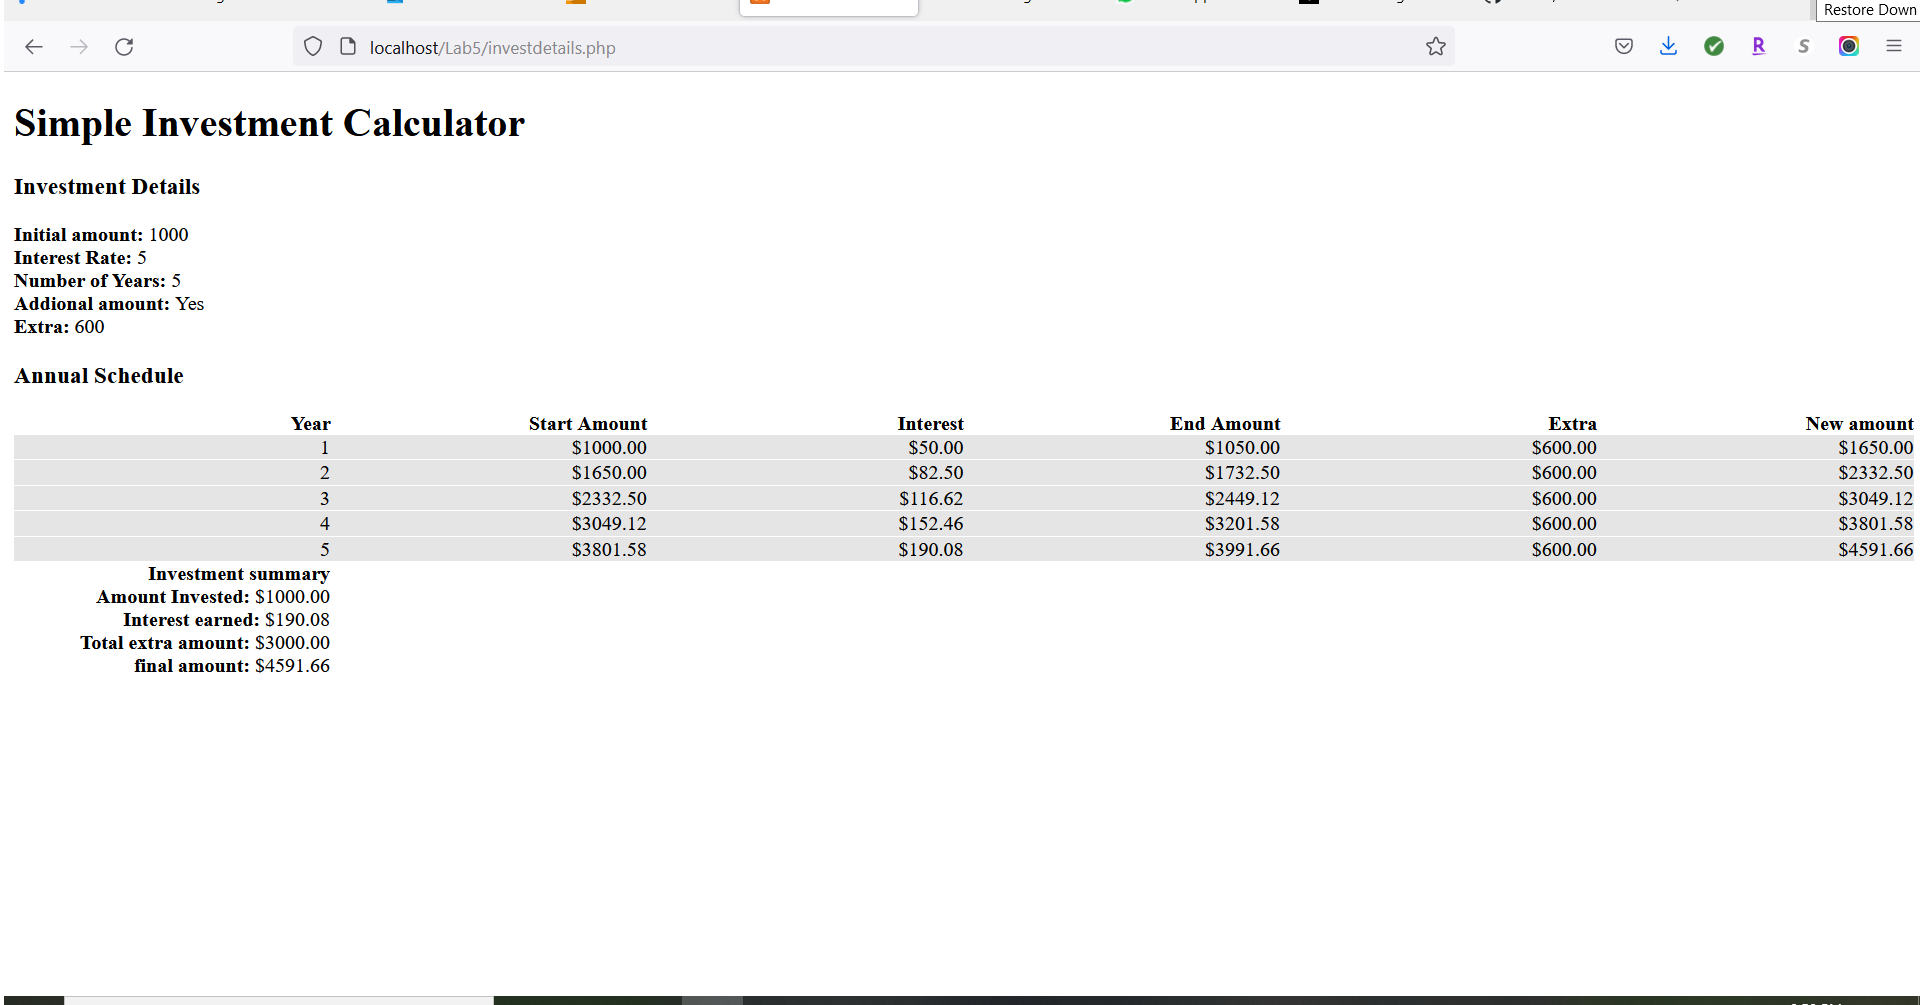 Restore Down
localhost/Lab5/investdetails.php
Simple Investment Calculator
Investment Details
Initial amount: 1000
Interest Rate: 5
Number of Years: 5
Addional amount: Yes
Extra: 600
Annual Schedule
Year Start Amount Interest End Amount Extra New amount
1 $1000.00 $50.00 $1050.00 $600.00 $1650.00
2 $1650.00 $82.50 $1732.50 $600.00 $2332.50
3 $2332.50 $116.62 $2449.12 $600.00 $3049.12
4 $3049.12 $152.46 $3201.58 $600.00 $3801.58
5 $3801.58 $190.08 $3991.66 $600.00 $4591.66
Investment summary
Amount Invested: $1000.00
Interest earned: $190.08
Total extra amount: $3000.00
final amount: $4591.66